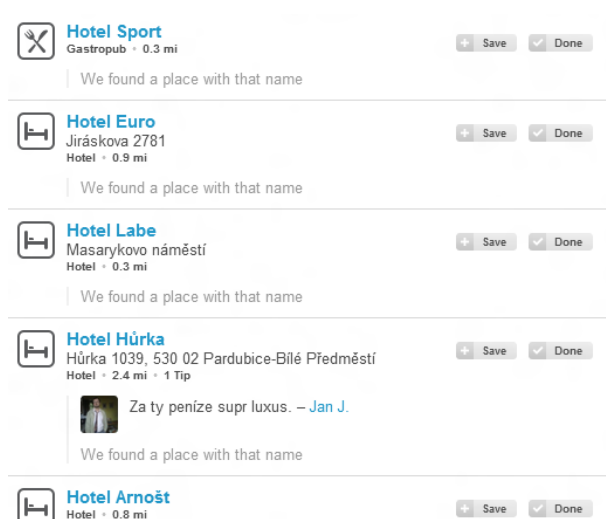 Hotel Sport
Gastropub • 0.3 mi
Save Done
We found a place with that name
Hotel Euro
Jiráskova 2781
Hotel • 0.9 mi
Save Done
We found a place with that name
Hotel Labe
Masarykovo náměstí
Hotel • 0.3 mi
Save Done
We found a place with that name
Hotel Hůrka
Hůrka 1039, 530 02 Pardubice-Bílé Předměstí
Hotel • 2.4 mi • 1 Tip
Save Done
Za ty peníze supr luxus. – Jan J.
We found a place with that name
Hotel Arnošt
Hotel • 0.8 mi
Save Done